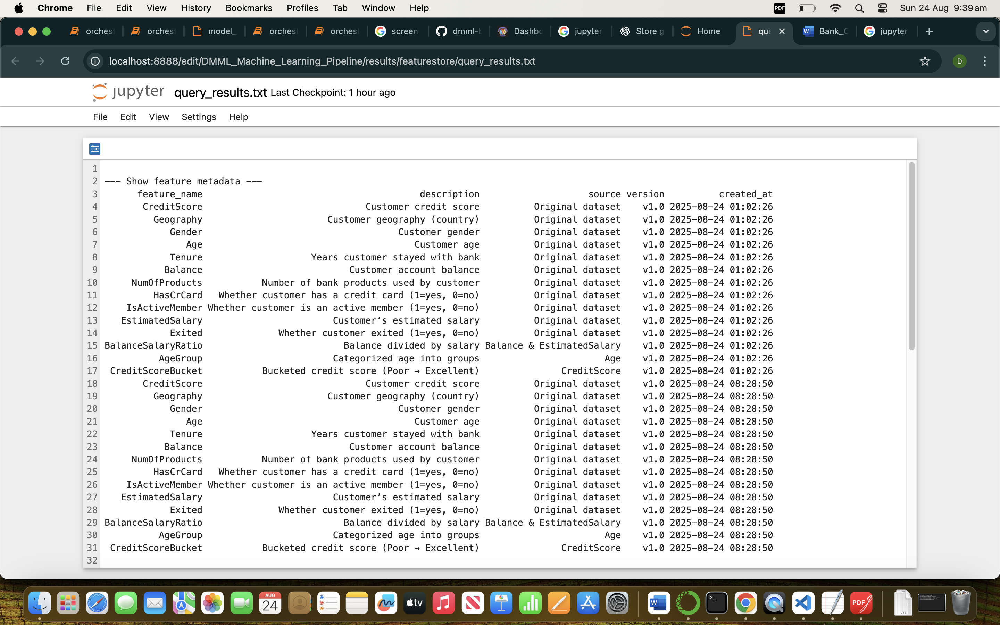 Chrome File Edit View History Bookmarks Profiles Tab Window Help PDF Sun 24 Aug 9:39 am
orchest orchest model_ orchest orchest screen dmml-b Dashbo jupyter Store g Home que Bank_C jupyter
localhost:8888/edit/DMML_Machine_Learning_Pipeline/results/featurestore/query_results.txt D
jupyter query_results.txt Last Checkpoint: 1 hour ago
File Edit View Settings Help
1
2 --- Show feature metadata ---
3 feature_name description source version created_at
4 CreditScore Customer credit score Original dataset v1.0 2025-08-24 01:02:26
5 Geography Customer geography (country) Original dataset v1.0 2025-08-24 01:02:26
6 Gender Customer gender Original dataset v1.0 2025-08-24 01:02:26
7 Age Customer age Original dataset v1.0 2025-08-24 01:02:26
8 Tenure Years customer stayed with bank Original dataset v1.0 2025-08-24 01:02:26
9 Balance Customer account balance Original dataset v1.0 2025-08-24 01:02:26
10 NumOfProducts Number of bank products used by customer Original dataset v1.0 2025-08-24 01:02:26
11 HasCrCard Whether customer has a credit card (1=yes, 0=no) Original dataset v1.0 2025-08-24 01:02:26
12 IsActiveMember Whether customer is an active member (1=yes, 0=no) Original dataset v1.0 2025-08-24 01:02:26
13 EstimatedSalary Customer’s estimated salary Original dataset v1.0 2025-08-24 01:02:26
14 Exited Whether customer exited (1=yes, 0=no) Original dataset v1.0 2025-08-24 01:02:26
15 BalanceSalaryRatio Balance divided by salary Balance & EstimatedSalary v1.0 2025-08-24 01:02:26
16 AgeGroup Categorized age into groups Age v1.0 2025-08-24 01:02:26
17 CreditScoreBucket Bucketed credit score (Poor → Excellent) CreditScore v1.0 2025-08-24 01:02:26
18 CreditScore Customer credit score Original dataset v1.0 2025-08-24 08:28:50
19 Geography Customer geography (country) Original dataset v1.0 2025-08-24 08:28:50
20 Gender Customer gender Original dataset v1.0 2025-08-24 08:28:50
21 Age Customer age Original dataset v1.0 2025-08-24 08:28:50
22 Tenure Years customer stayed with bank Original dataset v1.0 2025-08-24 08:28:50
23 Balance Customer account balance Original dataset v1.0 2025-08-24 08:28:50
24 NumOfProducts Number of bank products used by customer Original dataset v1.0 2025-08-24 08:28:50
25 HasCrCard Whether customer has a credit card (1=yes, 0=no) Original dataset v1.0 2025-08-24 08:28:50
26 IsActiveMember Whether customer is an active member (1=yes, 0=no) Original dataset v1.0 2025-08-24 08:28:50
27 EstimatedSalary Customer’s estimated salary Original dataset v1.0 2025-08-24 08:28:50
28 Exited Whether customer exited (1=yes, 0=no) Original dataset v1.0 2025-08-24 08:28:50
29 BalanceSalaryRatio Balance divided by salary Balance & EstimatedSalary v1.0 2025-08-24 08:28:50
30 AgeGroup Categorized age into groups Age v1.0 2025-08-24 08:28:50
31 CreditScoreBucket Bucketed credit score (Poor → Excellent) CreditScore v1.0 2025-08-24 08:28:50
32
AUG
24
tv
W
PDF
CSV